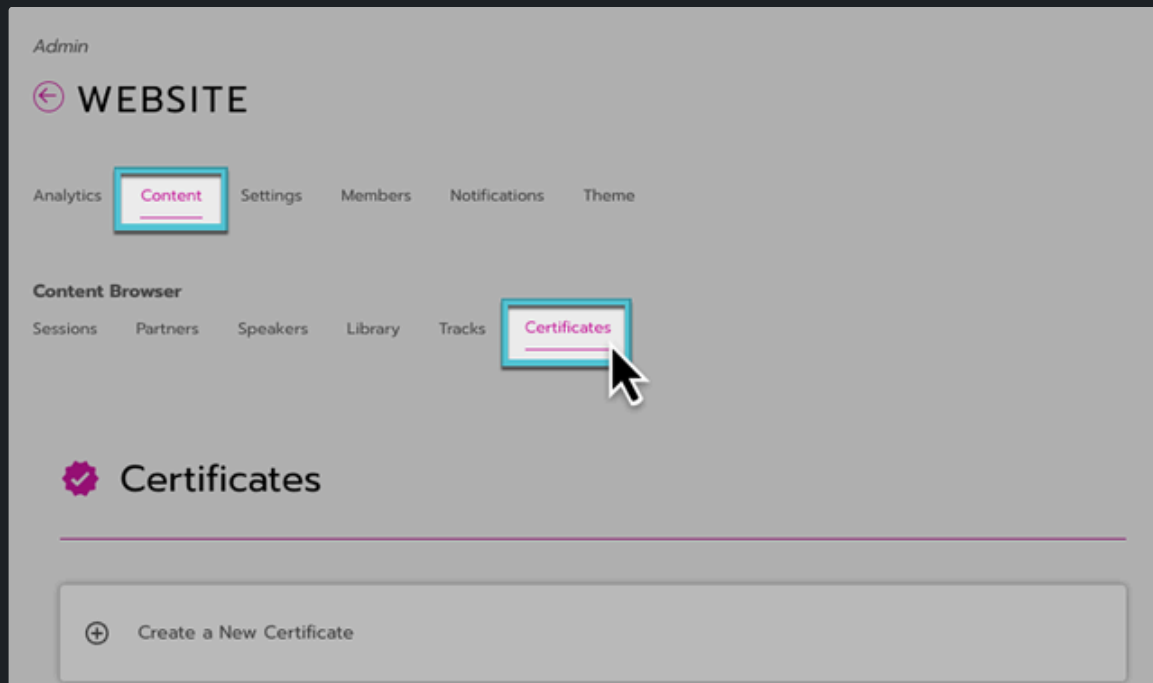 Admin
WEBSITE
Analytics Content Settings Members Notifications Theme
Content Browser
Sessions Partners Speakers Library Tracks Certificates
Certificates
Create a New Certificate